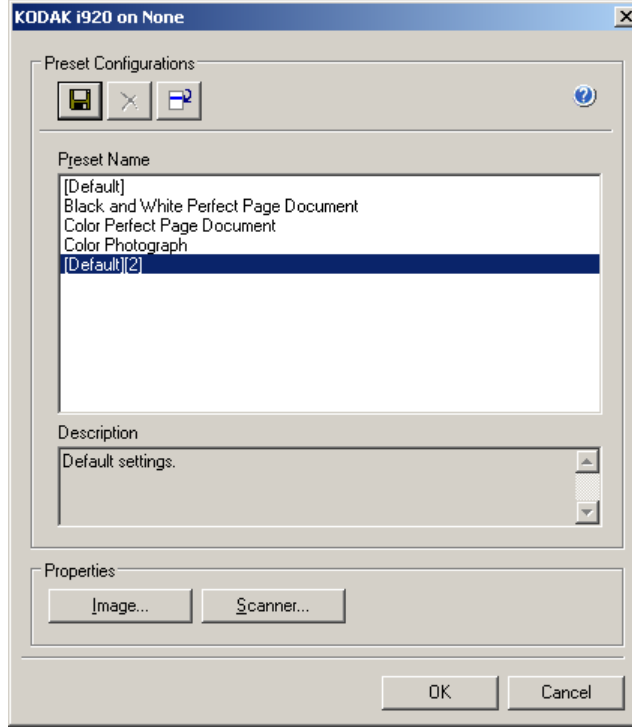 KODAK i920 on None
Preset Configurations
Preset Name
[Default]
Black and White Perfect Page Document
Color Perfect Page Document
Color Photograph
[Default][2]
Description
Default settings.
Properties
Image...
Scanner...
OK
Cancel